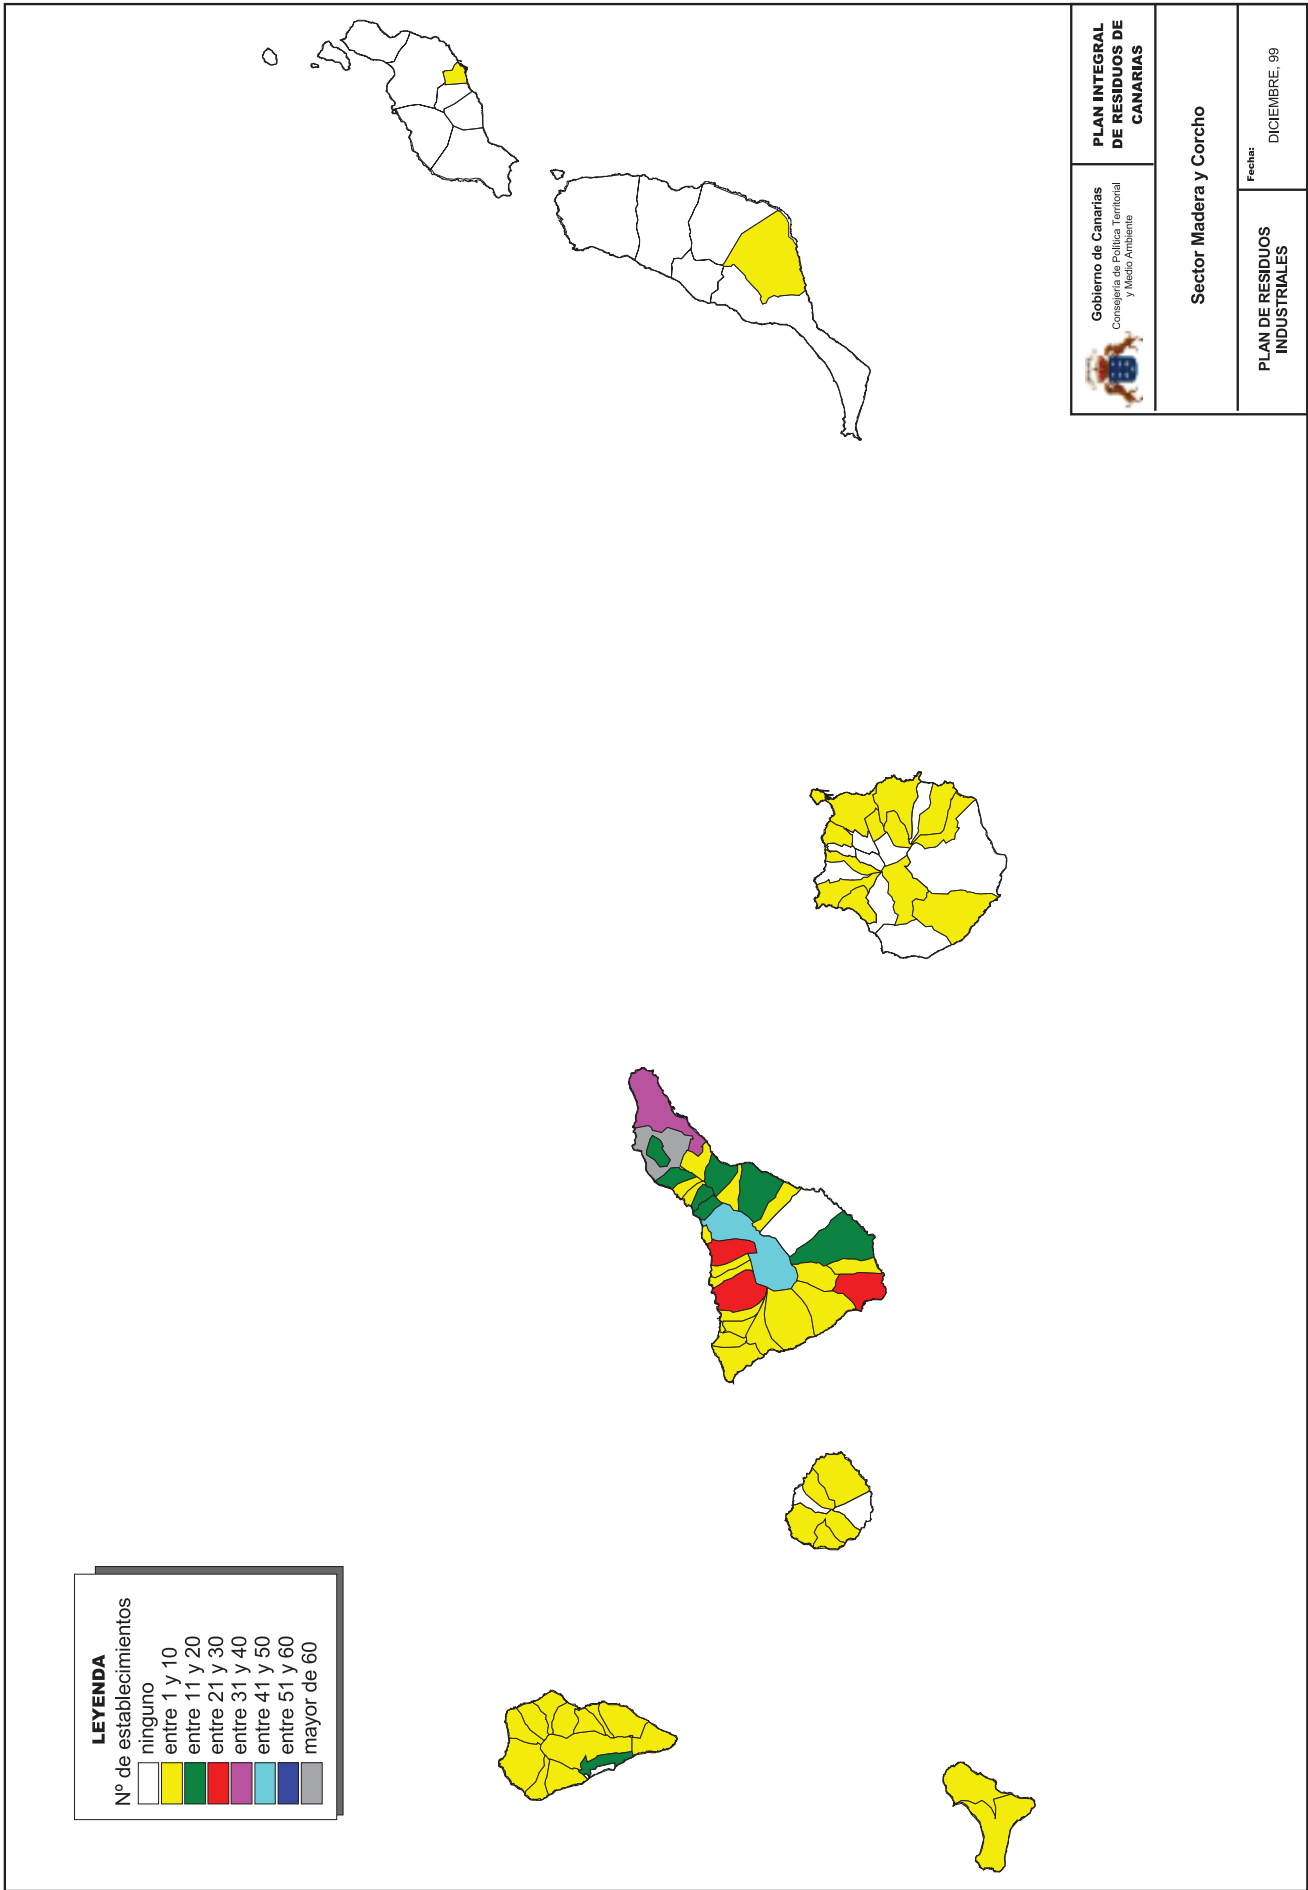 LEYENDA
Nº de establecimientos
ninguno
entre 1 y 10
entre 11 y 20
entre 21 y 30
entre 31 y 40
entre 41 y 50
entre 51 y 60
mayor de 60
Gobierno de Canarias
Consejería de Política Territorial
y Medio Ambiente
PLAN INTEGRAL
DE RESIDUOS DE
CANARIAS
Sector Madera y Corcho
PLAN DE RESIDUOS
INDUSTRIALES
Fecha:
DICIEMBRE, 99